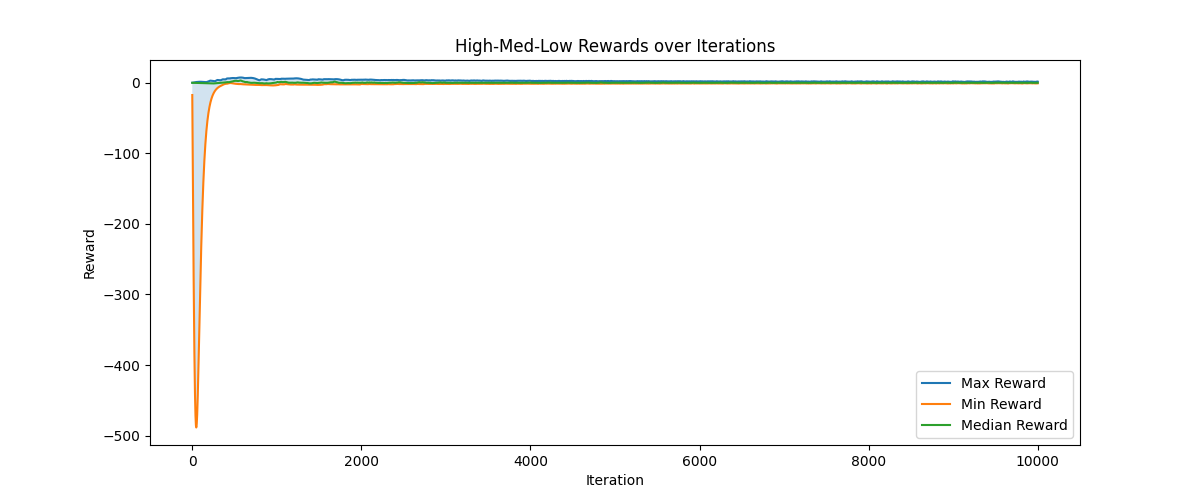 High-Med-Low Rewards over Iterations
0
−100
−200
−300
−400
−500
Reward
0
2000
4000
6000
8000
10000
Iteration
Max Reward
Min Reward
Median Reward